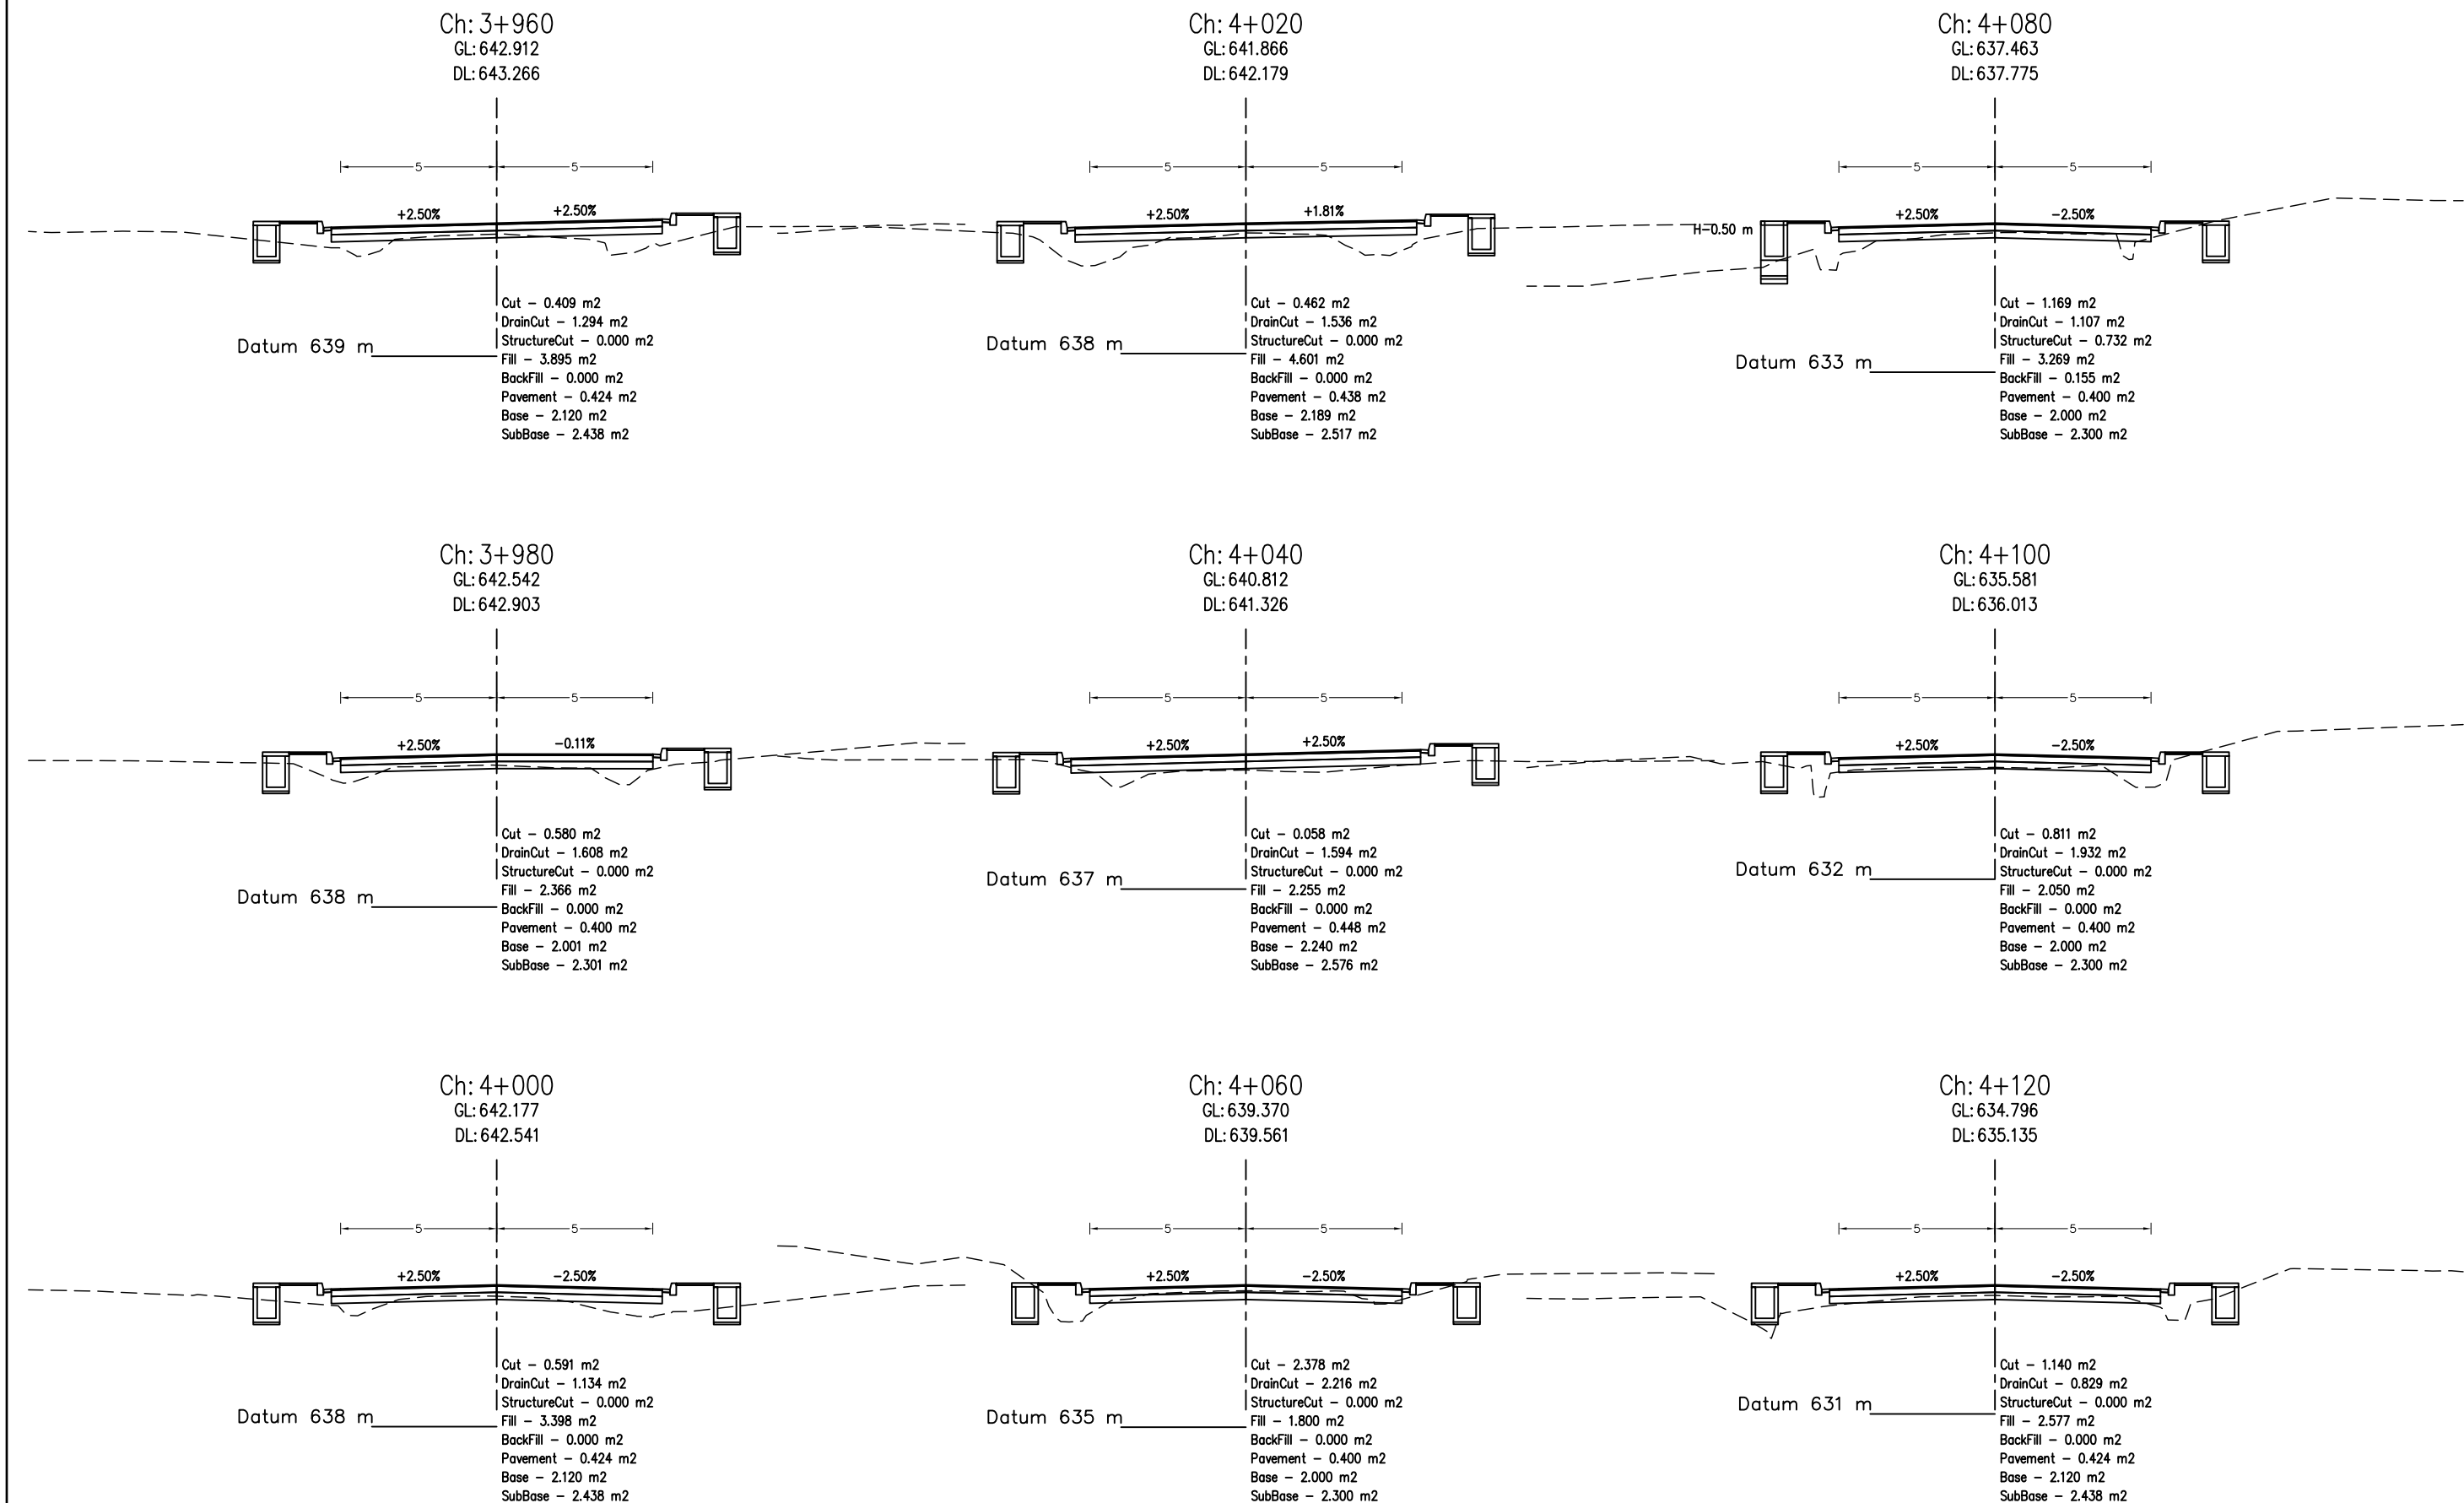 Ch: 3+960
GL: 642.912
DL: 643.266
5
5
+2.50%
+2.50%
Cut - 0.409 m2
DrainCut - 1.294 m2
StructureCut - 0.000 m2
Datum 639 m
Fill - 3.895 m2
BackFill - 0.000 m2
Pavement - 0.424 m2
Base - 2.120 m2
SubBase - 2.438 m2
Ch: 3+980
GL: 642.542
DL: 642.903
5
5
+2.50%
-0.11%
Cut - 0.580 m2
DrainCut - 1.608 m2
StructureCut - 0.000 m2
Fill - 2.366 m2
Datum 638 m
BackFill - 0.000 m2
Pavement - 0.400 m2
Base - 2.001 m2
SubBase - 2.301 m2
Ch: 4+000
GL: 642.177
DL: 642.541
5
5
+2.50%
-2.50%
Cut - 0.591 m2
DrainCut - 1.134 m2
StructureCut - 0.000 m2
Datum 638 m
Fill - 3.398 m2
BackFill - 0.000 m2
Pavement - 0.424 m2
Base - 2.120 m2
SubBase - 2.438 m2
Ch: 4+020
GL: 641.866
DL: 642.179
5
5
+2.50%
+1.81%
Cut - 0.462 m2
DrainCut - 1.536 m2
StructureCut - 0.000 m2
Datum 638 m
Fill - 4.601 m2
BackFill - 0.000 m2
Pavement - 0.438 m2
Base - 2.189 m2
SubBase - 2.517 m2
Ch: 4+040
GL: 640.812
DL: 641.326
5
5
+2.50%
+2.50%
Cut - 0.058 m2
DrainCut - 1.594 m2
StructureCut - 0.000 m2
Datum 637 m
Fill - 2.255 m2
BackFill - 0.000 m2
Pavement - 0.448 m2
Base - 2.240 m2
SubBase - 2.576 m2
Ch: 4+060
GL: 639.370
DL: 639.561
5
5
+2.50%
-2.50%
Cut - 2.378 m2
DrainCut - 2.216 m2
StructureCut - 0.000 m2
Datum 635 m
Fill - 1.800 m2
BackFill - 0.000 m2
Pavement - 0.400 m2
Base - 2.000 m2
SubBase - 2.300 m2
Ch: 4+080
GL: 637.463
DL: 637.775
5
5
+2.50%
-2.50%
H=0.50 m
Cut - 1.169 m2
DrainCut - 1.107 m2
StructureCut - 0.732 m2
Fill - 3.269 m2
Datum 633 m
BackFill - 0.155 m2
Pavement - 0.400 m2
Base - 2.000 m2
SubBase - 2.300 m2
Ch: 4+100
GL: 635.581
DL: 636.013
5
5
+2.50%
-2.50%
Cut - 0.811 m2
DrainCut - 1.932 m2
Datum 632 m
StructureCut - 0.000 m2
Fill - 2.050 m2
BackFill - 0.000 m2
Pavement - 0.400 m2
Base - 2.000 m2
SubBase - 2.300 m2
Ch: 4+120
GL: 634.796
DL: 635.135
5
5
+2.50%
-2.50%
Cut - 1.140 m2
DrainCut - 0.829 m2
Datum 631 m
StructureCut - 0.000 m2
Fill - 2.577 m2
BackFill - 0.000 m2
Pavement - 0.424 m2
Base - 2.120 m2
SubBase - 2.438 m2